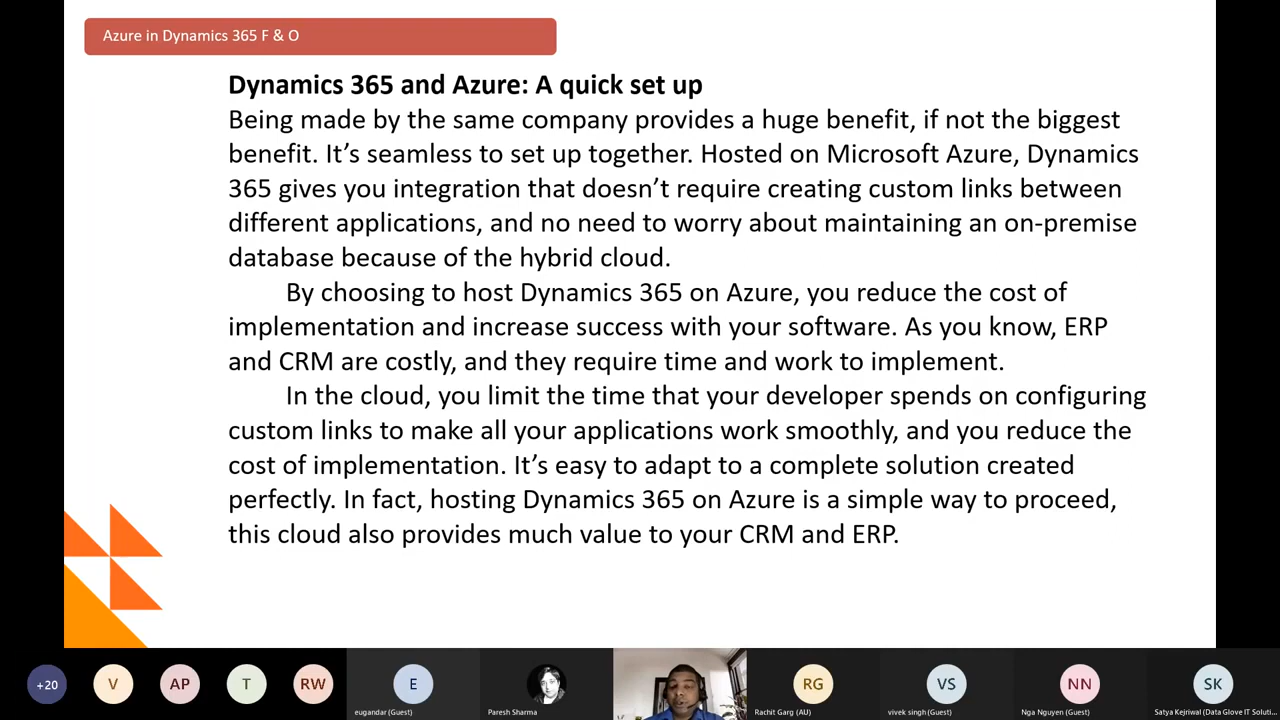 Azure in Dynamics 365 F & O
Dynamics 365 and Azure: A quick set up
Being made by the same company provides a huge benefit, if not the biggest
benefit. It’s seamless to set up together. Hosted on Microsoft Azure, Dynamics
365 gives you integration that doesn’t require creating custom links between
different applications, and no need to worry about maintaining an on-premise
database because of the hybrid cloud.
By choosing to host Dynamics 365 on Azure, you reduce the cost of
implementation and increase success with your software. As you know, ERP
and CRM are costly, and they require time and work to implement.
In the cloud, you limit the time that your developer spends on configuring
custom links to make all your applications work smoothly, and you reduce the
cost of implementation. It’s easy to adapt to a complete solution created
perfectly. In fact, hosting Dynamics 365 on Azure is a simple way to proceed,
this cloud also provides much value to your CRM and ERP.
+20 V AP T RW E RG VS NN SK
eugandar (Guest) Paresh Sharma Rachit Garg (AU) vivek singh (Guest) Nga Nguyen (Guest) Satya Kejriwal (Data Glove IT Soluti...